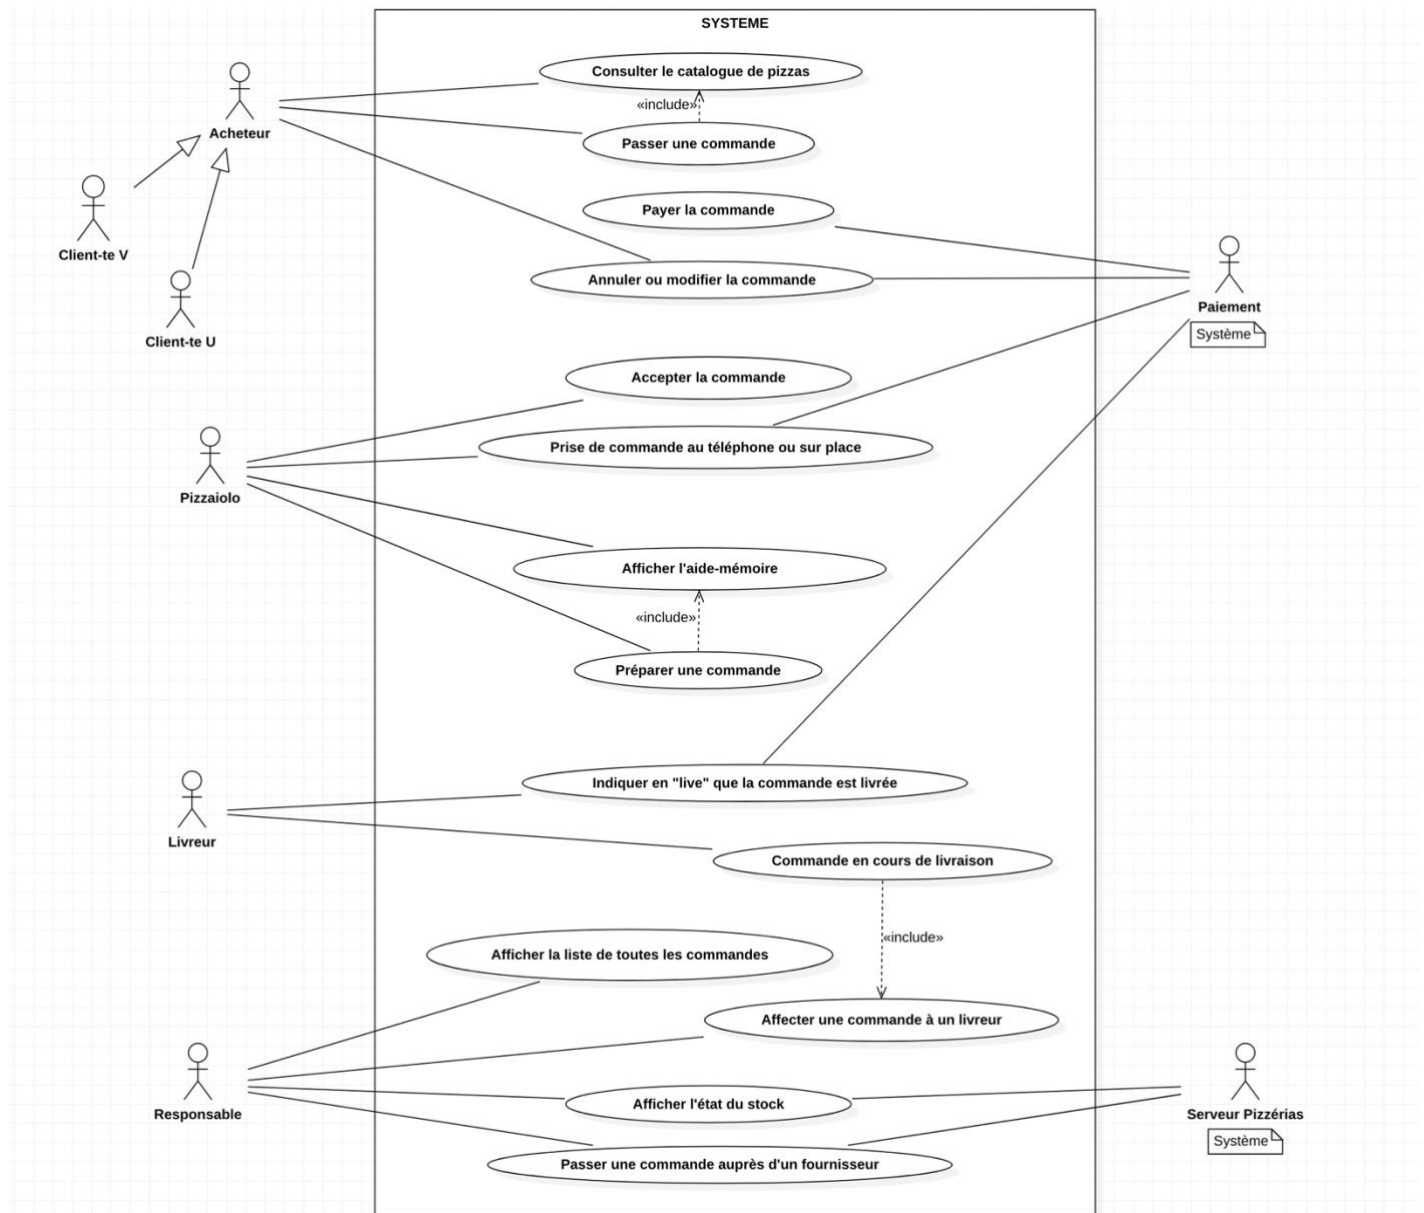 SYSTEME
Consulter le catalogue de pizzas
«include»
Acheteur
Passer une commande
Client-te V
Payer la commande
Annuler ou modifier la commande
Client-te U
Paiement
Système
Accepter la commande
Prise de commande au téléphone ou sur place
Pizzaiolo
Afficher l'aide-mémoire
«include»
Préparer une commande
Indiquer en "live" que la commande est livrée
Livreur
Commande en cours de livraison
«include»
Afficher la liste de toutes les commandes
Affecter une commande à un livreur
Responsable
Afficher l'état du stock
Serveur Pizzérias
Système
Passer une commande auprès d'un fournisseur